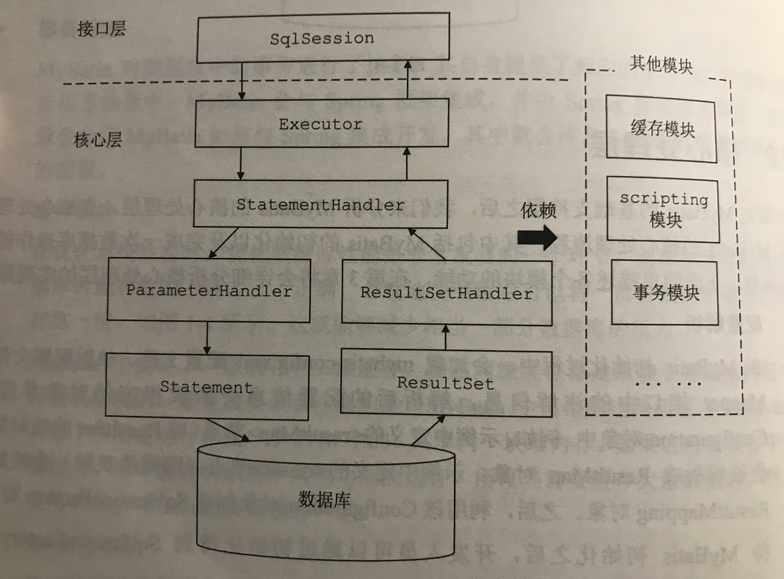 接口层
SqlSession
其他模块
核心层
Executor
缓存模块
StatementHandler
依赖
scripting
模块
ParameterHandler
ResultSetHandler
事务模块
Statement
ResultSet
... ...
数据库